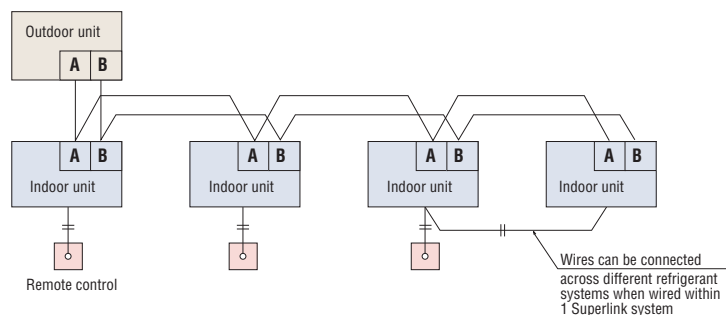 Outdoor unit
A B
A B
A B
A B
A B
Indoor unit
Indoor unit
Indoor unit
Indoor unit
Remote control
Wires can be connected
across different refrigerant
systems when wired within
1 Superlink system